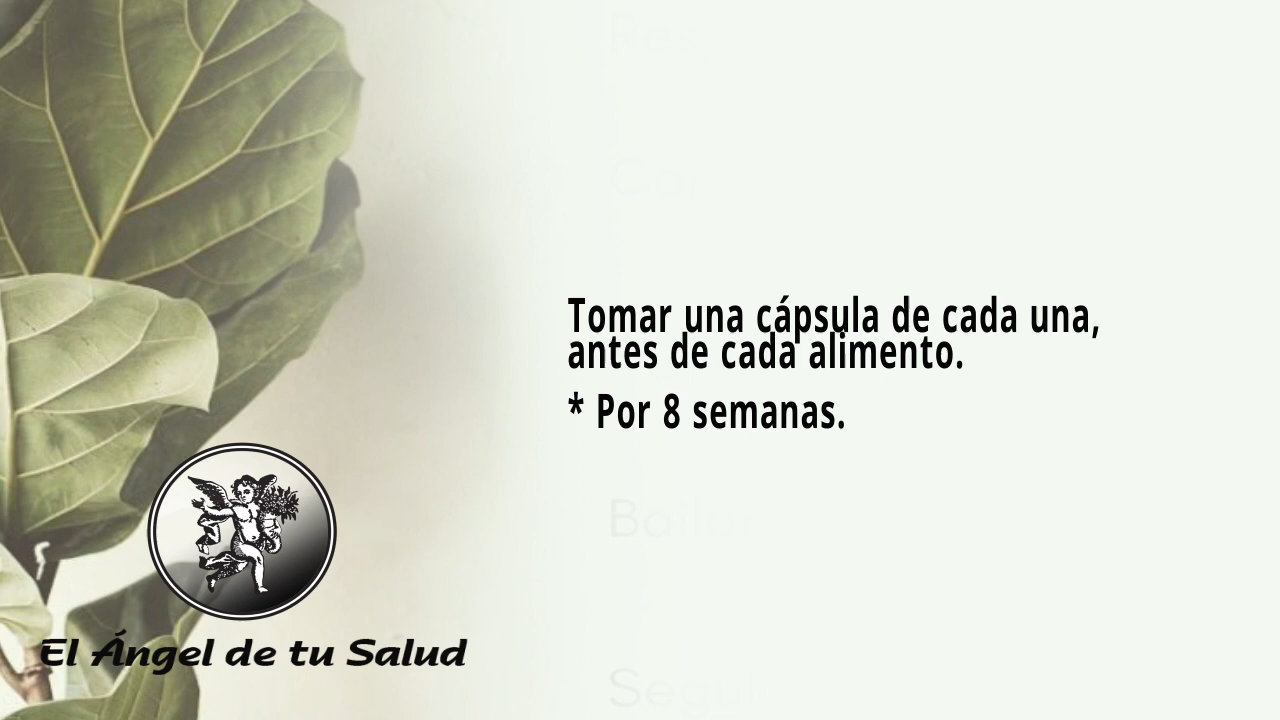 Tomar una cápsula de cada una,
antes de cada alimento.
* Por 8 semanas.
El Ángel de tu Salud